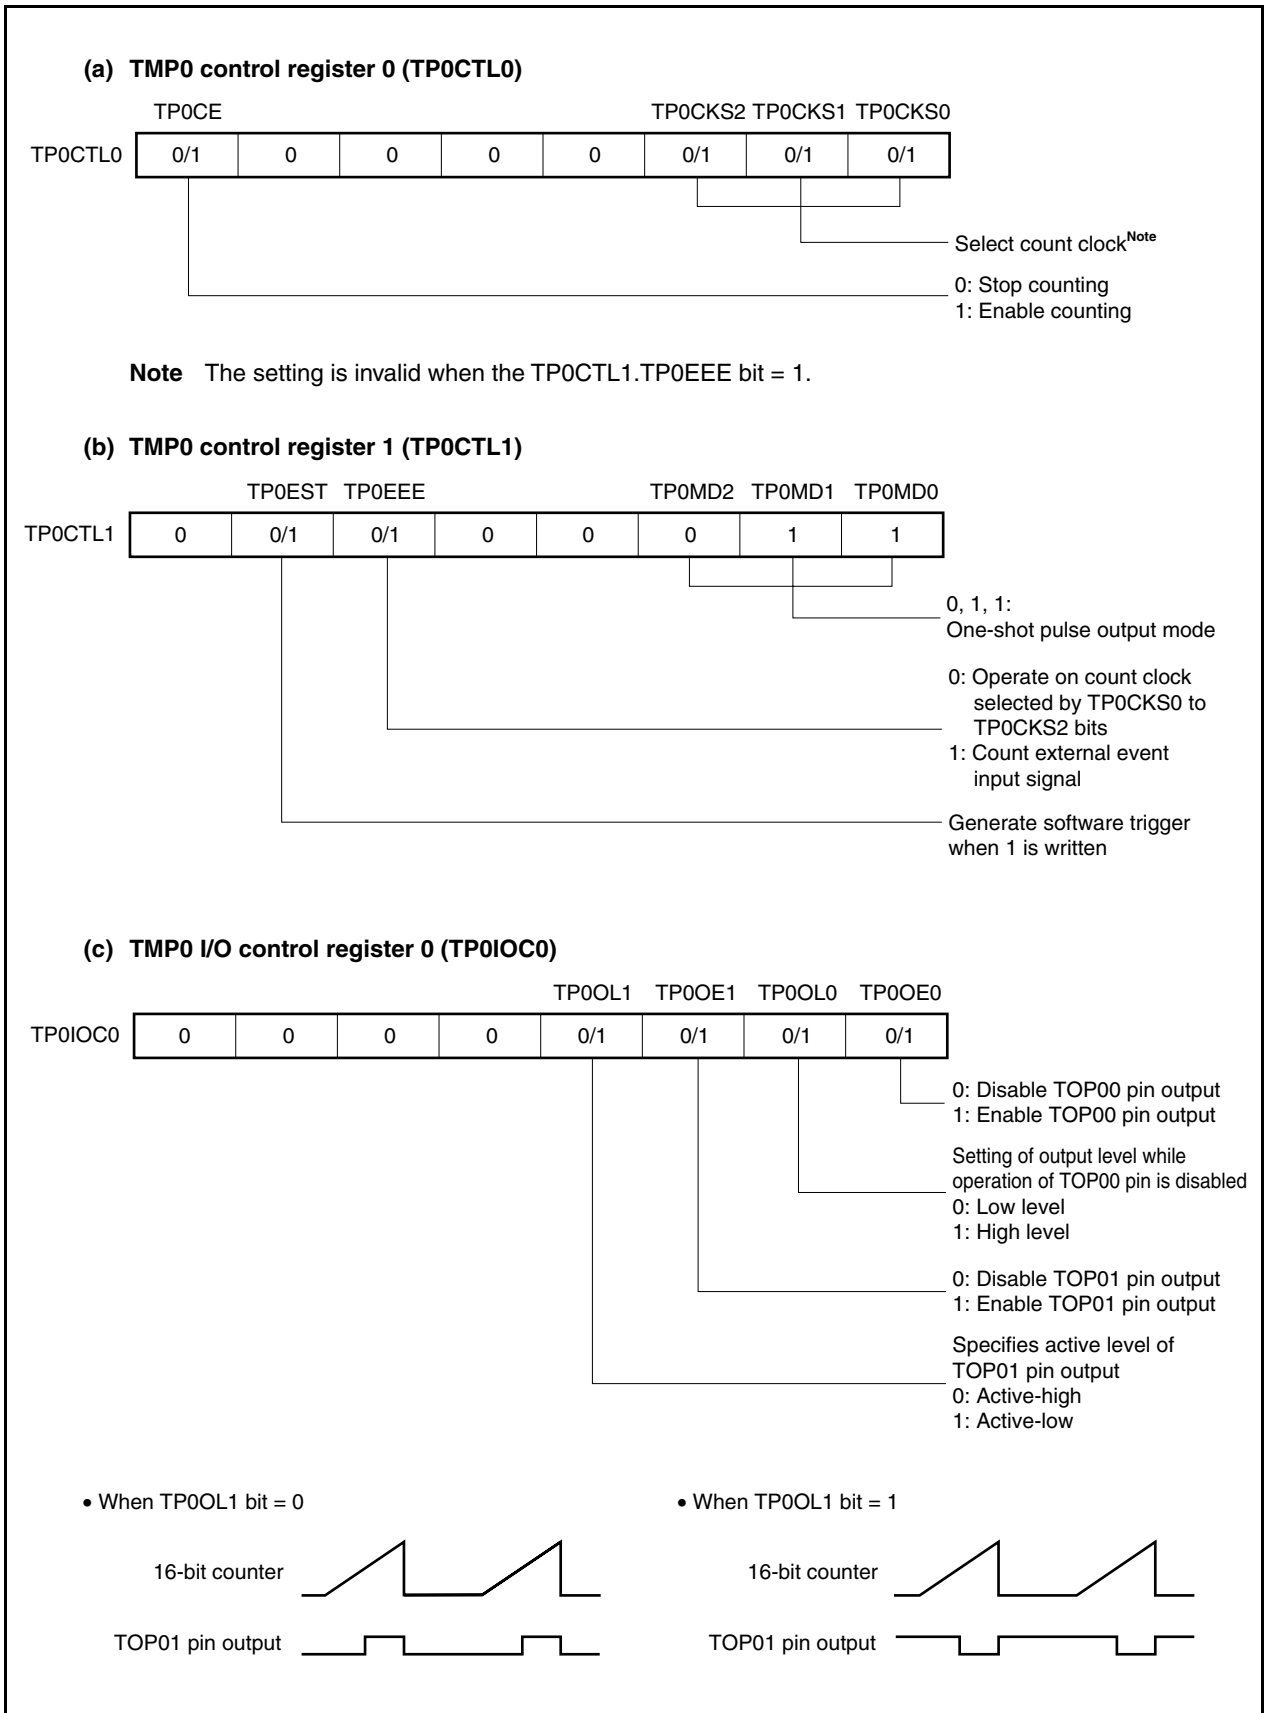 (a) TMP0 control register 0 (TP0CTL0)
TP0CE TP0CKS2 TP0CKS1 TP0CKS0
TP0CTL0 0/1 0 0 0 0 0/1 0/1 0/1
Select count clockNote
0: Stop counting
1: Enable counting
Note The setting is invalid when the TP0CTL1.TP0EEE bit = 1.
(b) TMP0 control register 1 (TP0CTL1)
TP0EST TP0EEE TP0MD2 TP0MD1 TP0MD0
TP0CTL1 0 0/1 0/1 0 0 0 1 1
0, 1, 1:
One-shot pulse output mode
0: Operate on count clock
selected by TP0CKS0 to
TP0CKS2 bits
1: Count external event
input signal
Generate software trigger
when 1 is written
(c) TMP0 I/O control register 0 (TP0IOC0)
TP0OL1 TP0OE1 TP0OL0 TP0OE0
TP0IOC0 0 0 0 0 0/1 0/1 0/1 0/1
0: Disable TOP00 pin output
1: Enable TOP00 pin output
Setting of output level while
operation of TOP00 pin is disabled
0: Low level
1: High level
0: Disable TOP01 pin output
1: Enable TOP01 pin output
Specifies active level of
TOP01 pin output
0: Active-high
1: Active-low
• When TP0OL1 bit = 0
16-bit counter
TOP01 pin output
• When TP0OL1 bit = 1
16-bit counter
TOP01 pin output